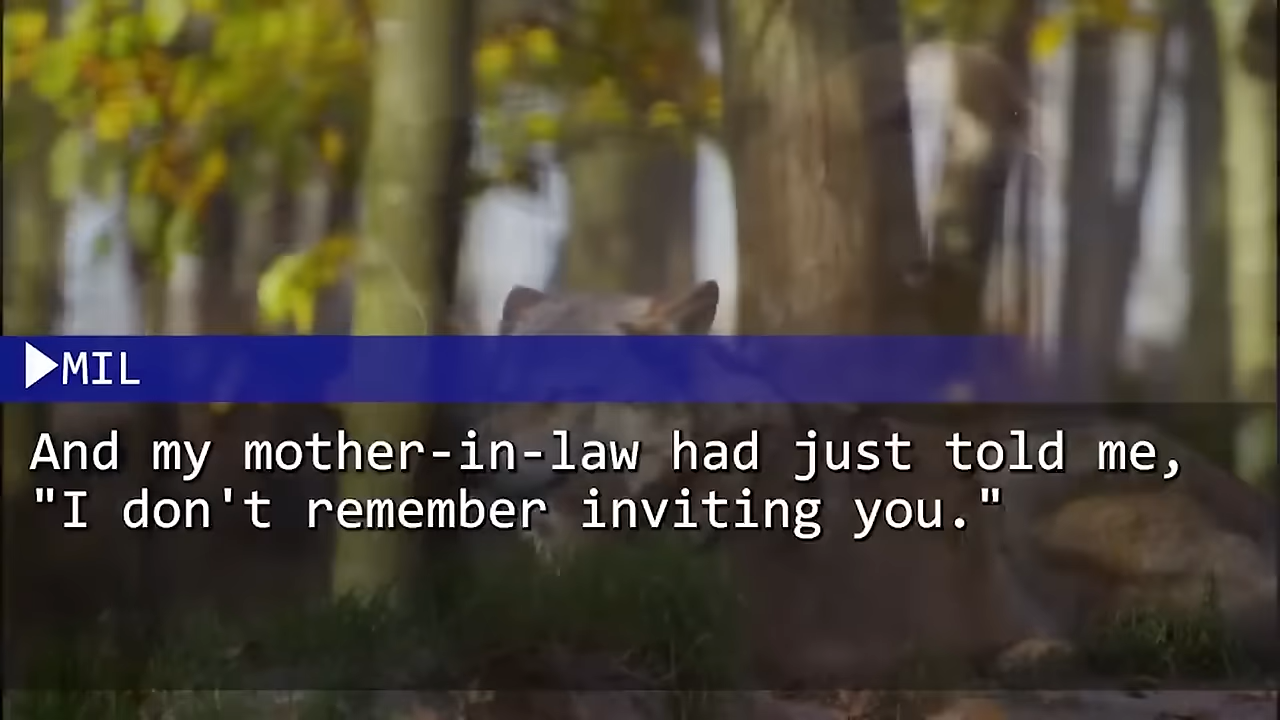 ▶MIL
And my mother-in-law had just told me,
"I don't remember inviting you."